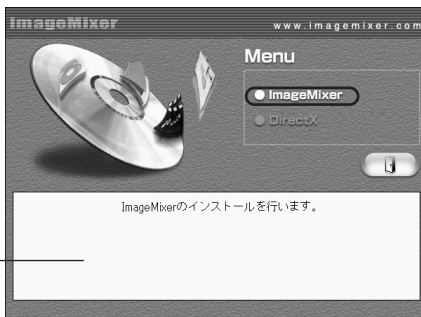 ImageMixer
www.imagemixer.com
Menu
ImageMixer
DirectX
ImageMixerのインストールを行います。